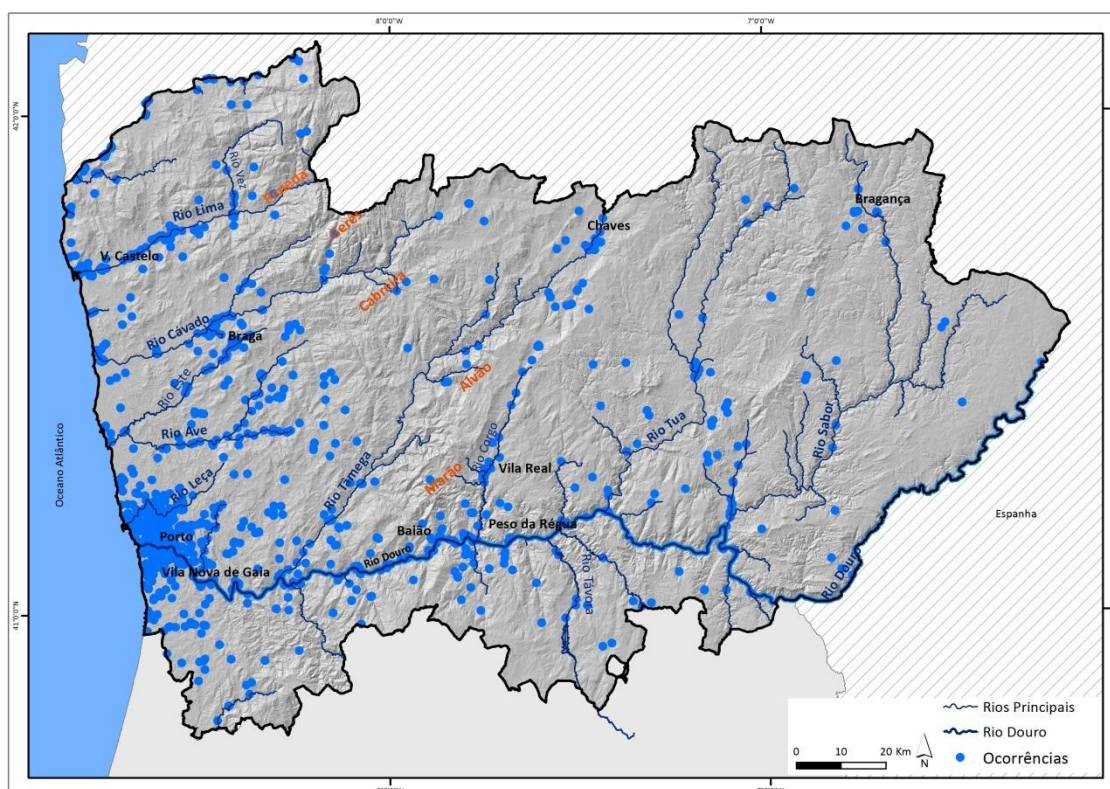 8°0'0"W
7°0'0"W
42°0'0"N
Rio Vez
Peneda
Rio Lima
Gerês
V. Castelo
Bragança
Chaves
Cabreira
Rio Cávado
Braga
Rio Este
Alvão
Rio Ave
Rio Tua
Rio Sabor
Rio Corgo
Oceano Atlântico
Rio Leça
Rio Tâmega
Marão
Vila Real
Porto
Baião
Peso da Régua
Espanha
Rio Douro
Vila Nova de Gaia
Rio Távora
Rio Douro
41°0'0"N
Rios Principais
Rio Douro
Ocorrências
0 10 20 Km
N